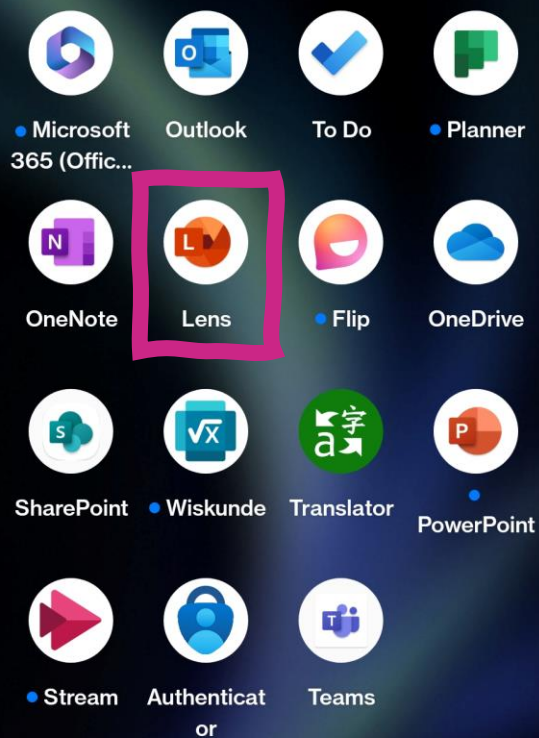 Microsoft 365 (Offic...
Outlook
To Do
Planner
N
OneNote
L
Lens
Flip
OneDrive
S
SharePoint
√x
Wiskunde
字
a
Translator
P
PowerPoint
Stream
Authenticat
or
T
Teams
O